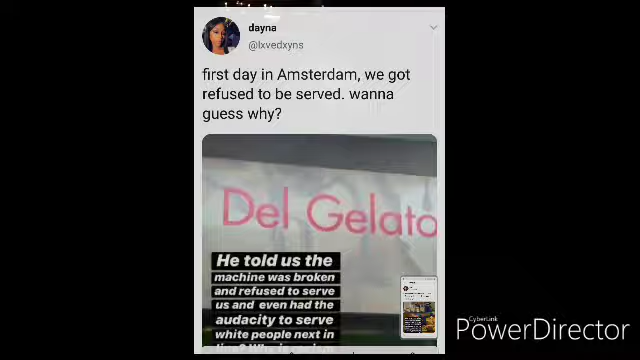 dayna
@lxvedxyns
first day in Amsterdam, we got
refused to be served. wanna
guess why?
Del Gelato
He told us the
machine was broken
and refused to serve
us and even had the
audacity to serve
white people next in
CyberLink
PowerDirector